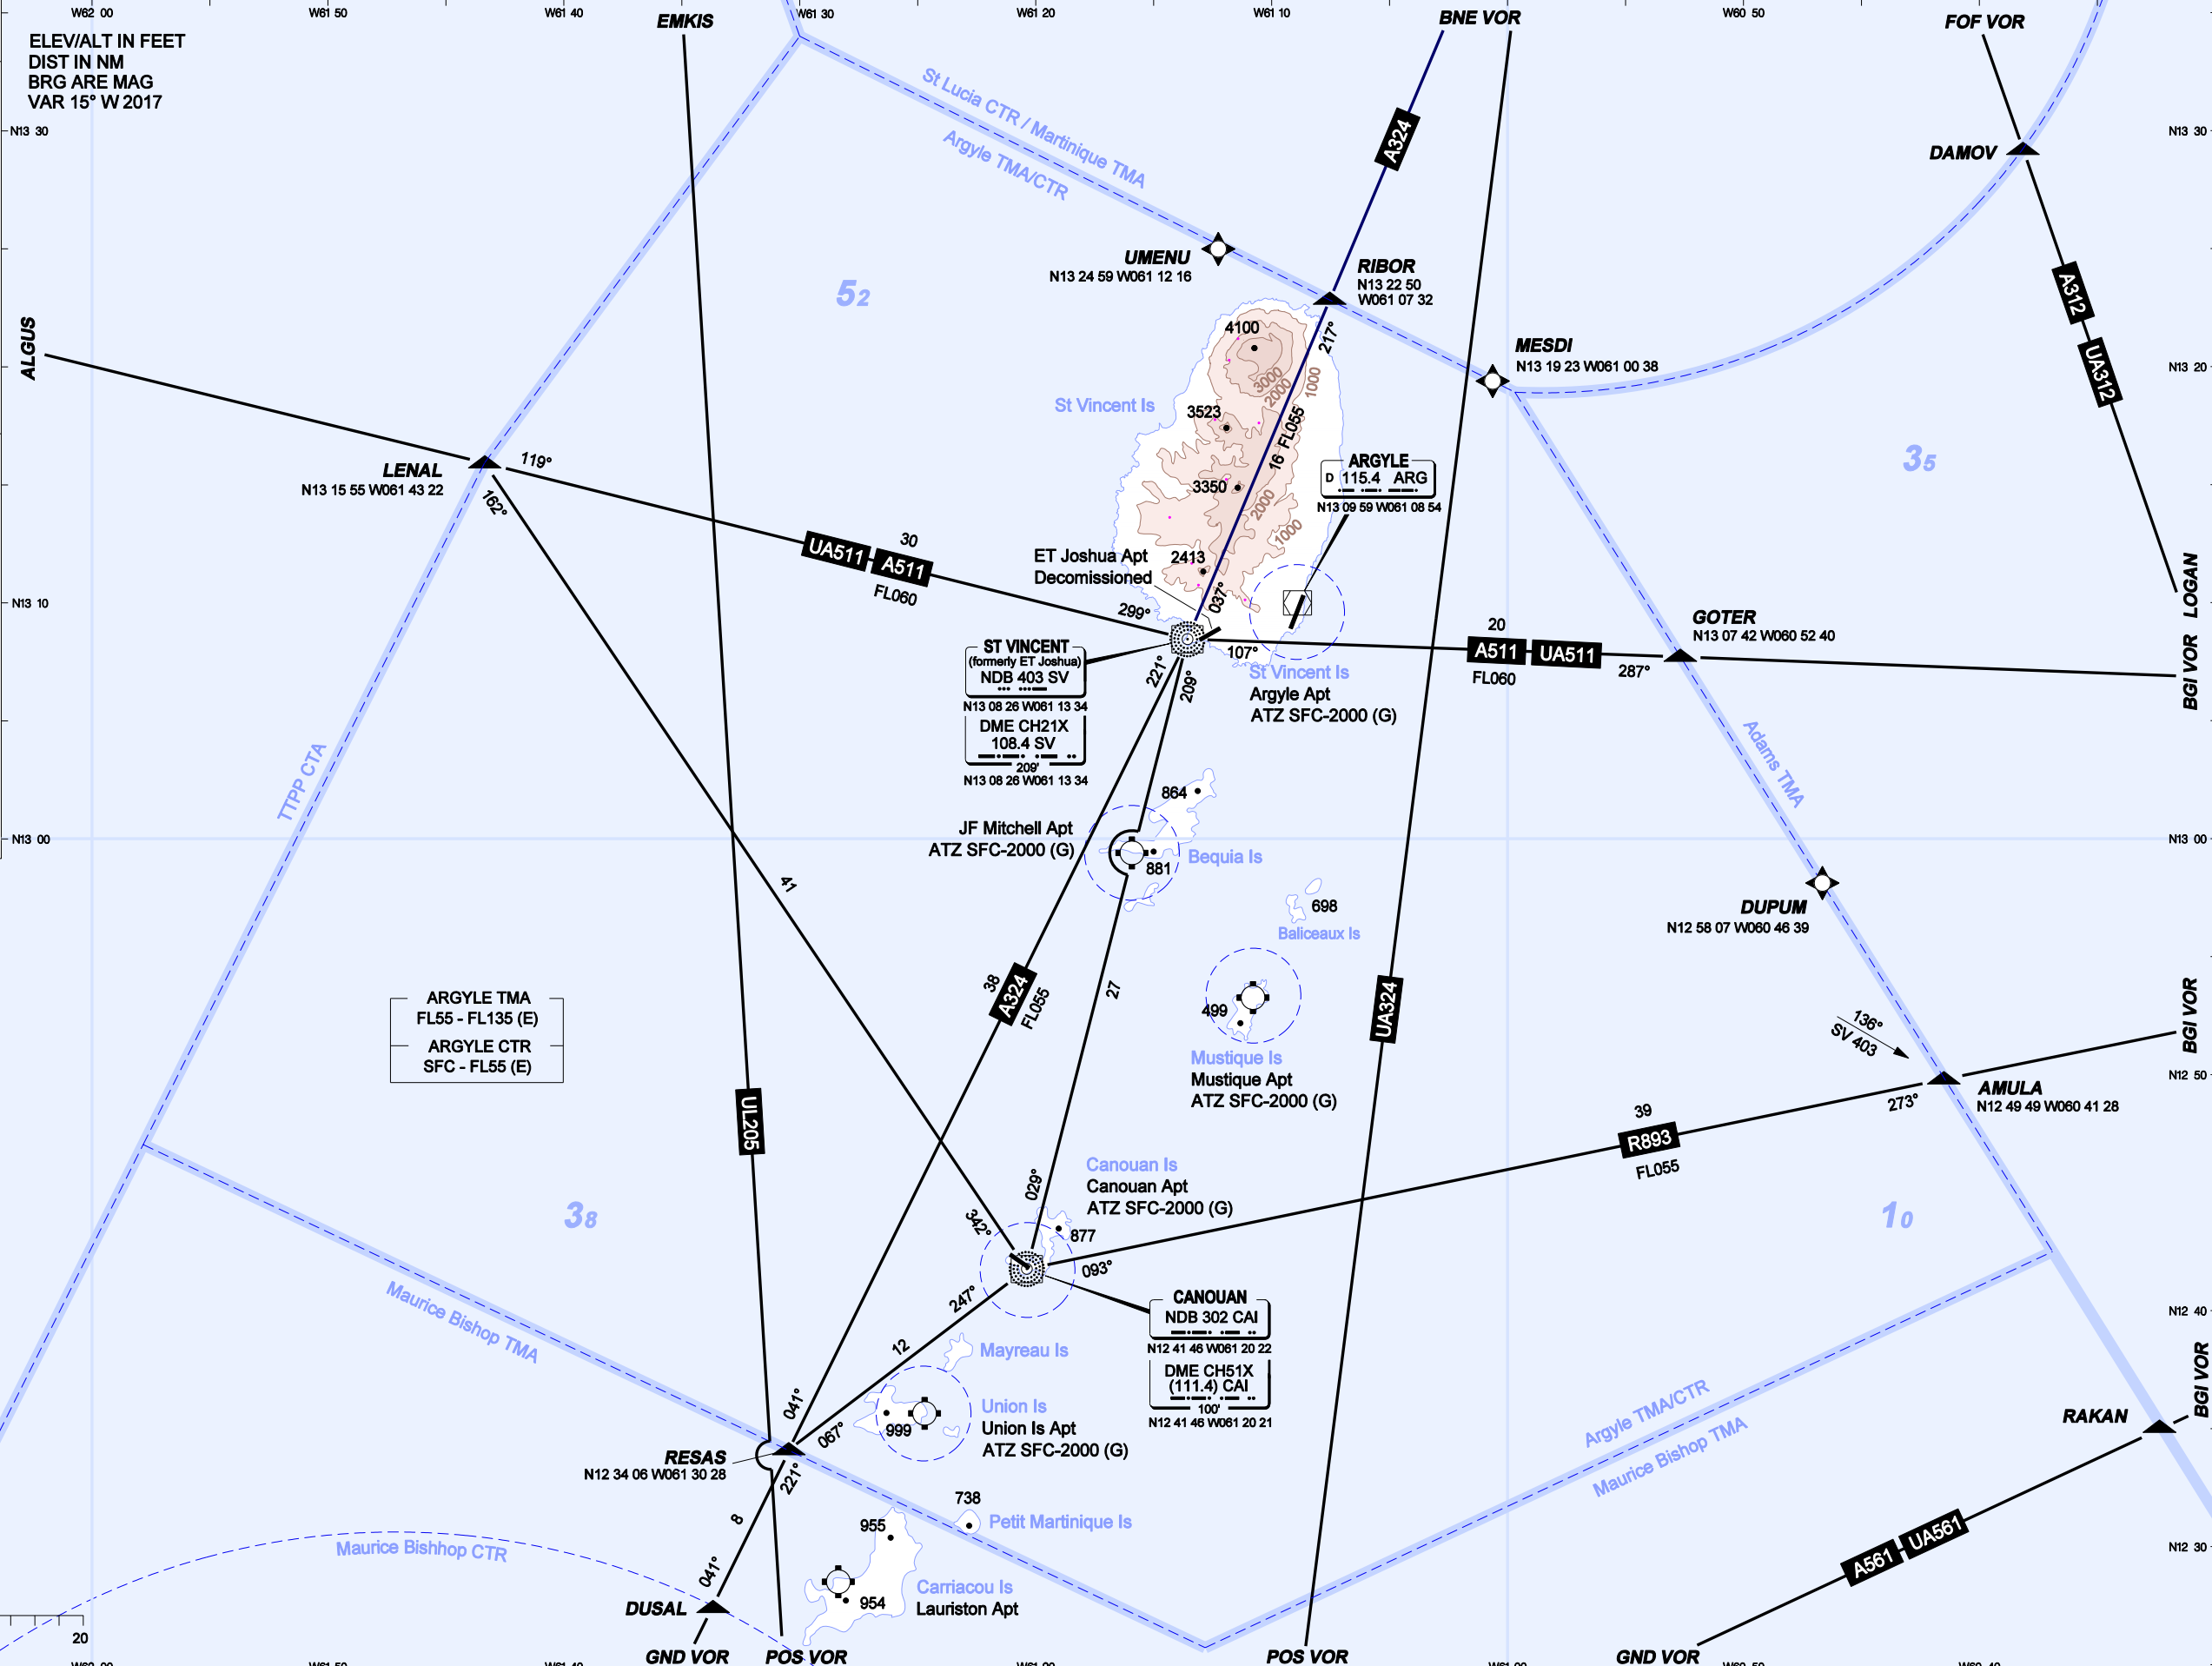 W62 00
W61 50
W61 40
W61 30
W61 20
W61 10
W60 50
EMKIS
BNE VOR
FOF VOR
ELEV/ALT IN FEET
DIST IN NM
BRG ARE MAG
VAR 15° W 2017
St Lucia CTR / Martinique TMA
Argyle TMA/CTR
A324
N13 30
N13 30
DAMOV
UMENU
N13 24 59 W061 12 16
RIBOR
N13 22 50
W061 07 32
217°
52
4100
3000
2000
1000
A312
UA312
ALGUS
MESDI
N13 19 23 W061 00 38
N13 20
St Vincent Is
3523
16 FL055
35
LENAL
N13 15 55 W061 43 22
119°
162°
ARGYLE
D 115.4 ARG
N13 09 59 W061 08 54
3350
2000
1000
UA511
A511
30
FL060
ET Joshua Apt
Decomissioned
2413
037°
299°
N13 10
LOGAN
ST VINCENT
(formerly ET Joshua)
NDB 403 SV
N13 08 26 W061 13 34
DME CH21X
108.4 SV
209'
N13 08 26 W061 13 34
221°
209°
107°
20
A511
UA511
FL060
287°
GOTER
N13 07 42 W060 52 40
BGI VOR
St Vincent Is
Argyle Apt
ATZ SFC-2000 (G)
TTPP CTA
Adams TMA
864
JF Mitchell Apt
ATZ SFC-2000 (G)
N13 00
N13 00
Bequia Is
881
41
698
Baliceaux Is
DUPUM
N12 58 07 W060 46 39
38
A324
FL055
27
499
Mustique Is
Mustique Apt
ATZ SFC-2000 (G)
UA324
ARGYLE TMA
FL55 - FL135 (E)
ARGYLE CTR
SFC - FL55 (E)
136°
SV 403
BGI VOR
N12 50
AMULA
N12 49 49 W060 41 28
273°
39
R893
FL055
UL205
Canouan Is
Canouan Apt
ATZ SFC-2000 (G)
029°
342°
877
093°
38
10
247°
CANOUAN
NDB 302 CAI
N12 41 46 W061 20 22
DME CH51X
(111.4) CAI
100'
N12 41 46 W061 20 21
N12 40
Maurice Bishop TMA
12
Mayreau Is
Union Is
Union Is Apt
ATZ SFC-2000 (G)
999
041°
067°
RESAS
N12 34 06 W061 30 28
221°
Argyle TMA/CTR
Maurice Bishop TMA
RAKAN
BGI VOR
738
Petit Martinique Is
955
8
Maurice Bishhop CTR
041°
A561
UA561
N12 30
Carriacou Is
Lauriston Apt
954
DUSAL
20
GND VOR
POS VOR
POS VOR
GND VOR